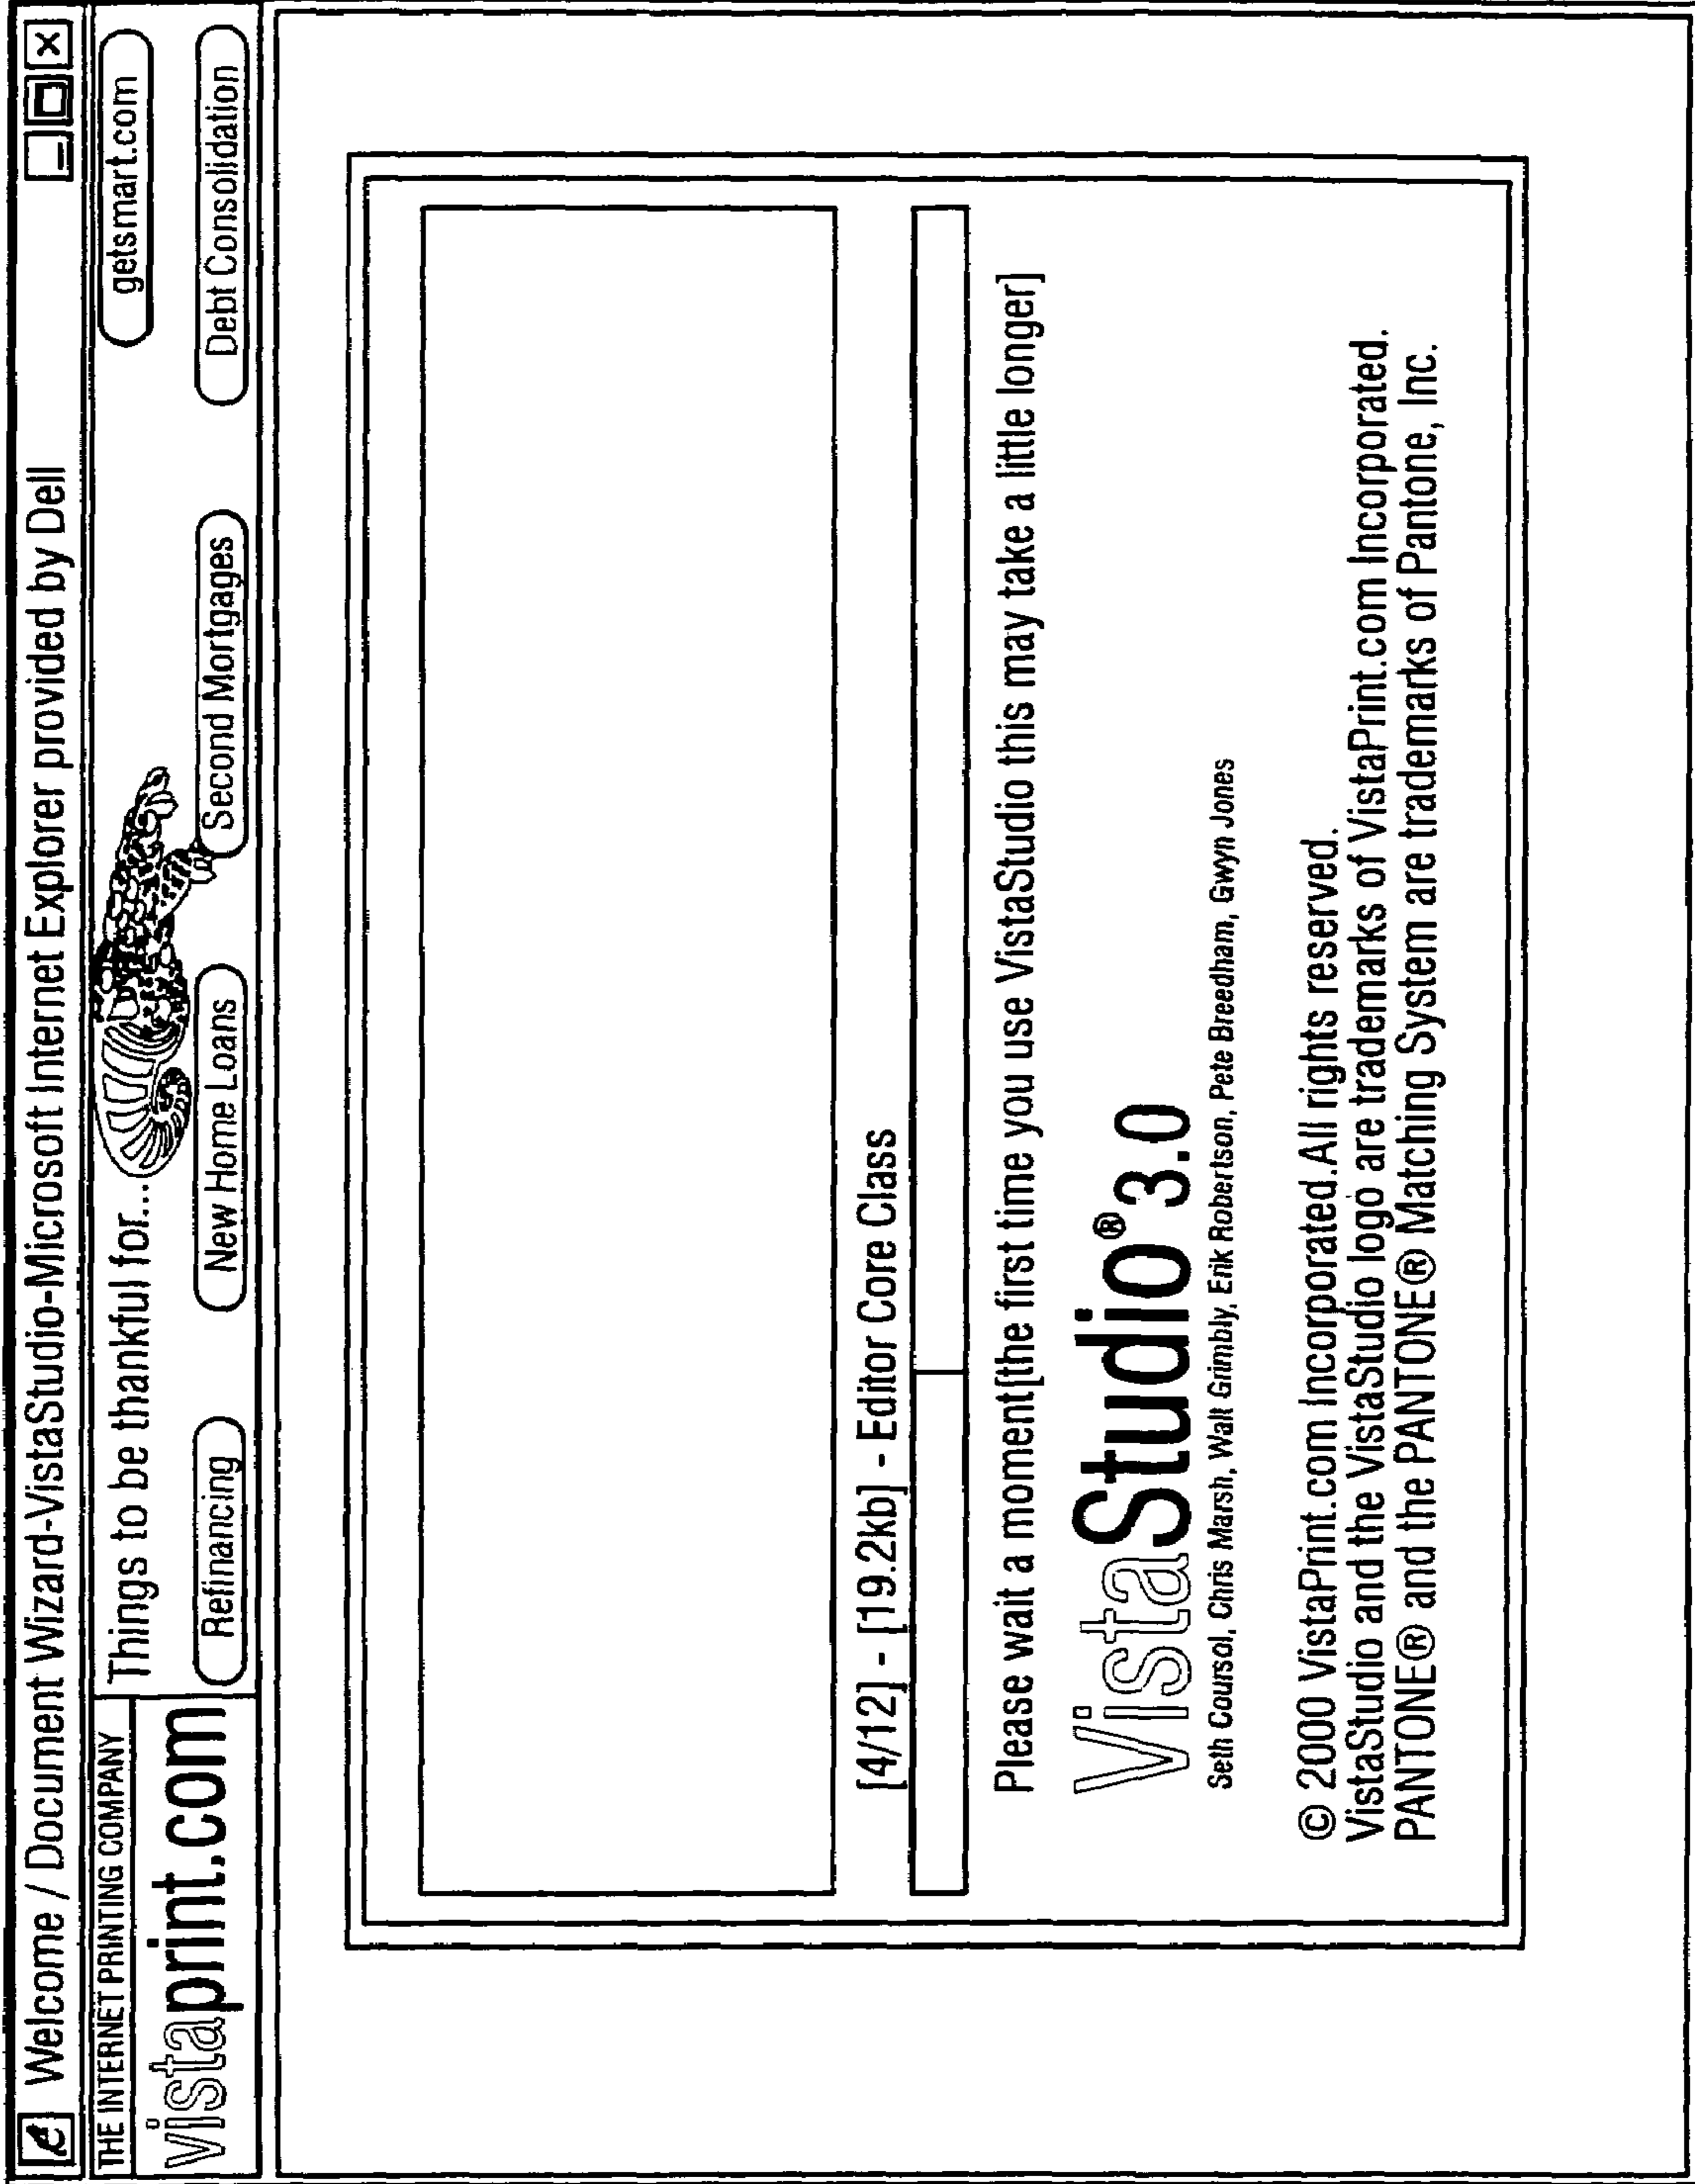 Welcome / Document Wizard-VistaStudio-Microsoft Internet Explorer provided by Dell
THE INTERNET PRINTING COMPANY
vistaprint.com
Things to be thankful for...
getsmart.com
Refinancing
New Home Loans
Second Mortgages
Debt Consolidation
[4/12] - [19.2kb] - Editor Core Class
Please wait a moment[the first time you use VistaStudio this may take a little longer]
VistaStudio® 3.0
Seth Coursol, Chris Marsh, Walt Grimbly, Erik Robertson, Pete Breedham, Gwyn Jones
© 2000 VistaPrint.com Incorporated.All rights reserved.
VistaStudio and the VistaStudio logo are trademarks of VistaPrint.com Incorporated.
PANTONE® and the PANTONE® Matching System are trademarks of Pantone, Inc.